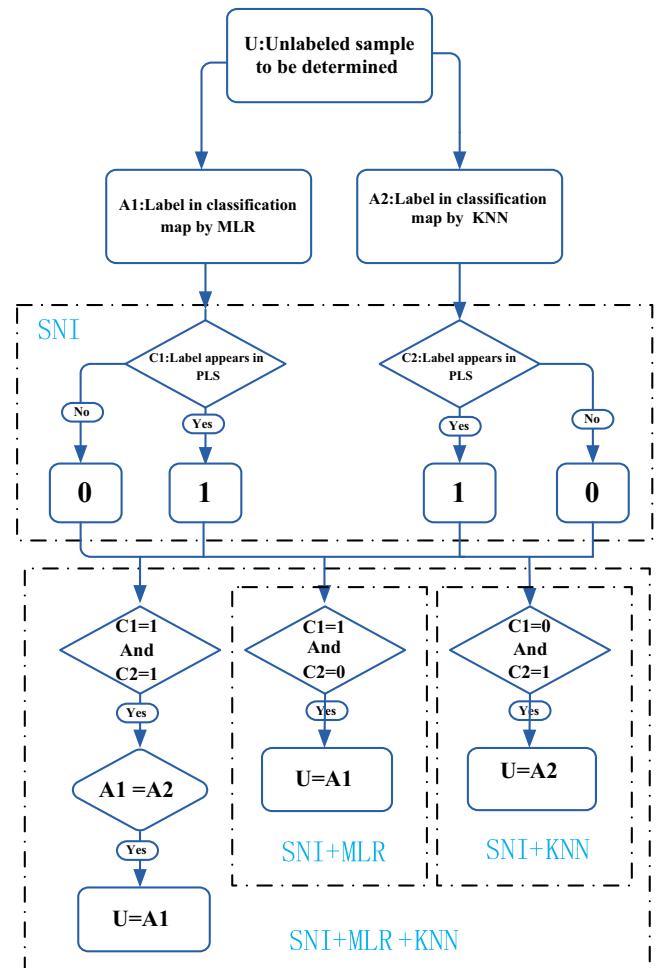 U:Unlabeled sample
to be determined
A1:Label in classification
map by MLR
A2:Label in classification
map by KNN
SNI
C1:Label appears in
PLS
C2:Label appears in
PLS
No
Yes
Yes
No
0
1
1
0
C1=1
And
C2=1
C1=1
And
C2=0
C1=0
And
C2=1
Yes
Yes
Yes
A1 =A2
U=A1
U=A2
SNI+MLR
SNI+KNN
Yes
U=A1
SNI+MLR+KNN